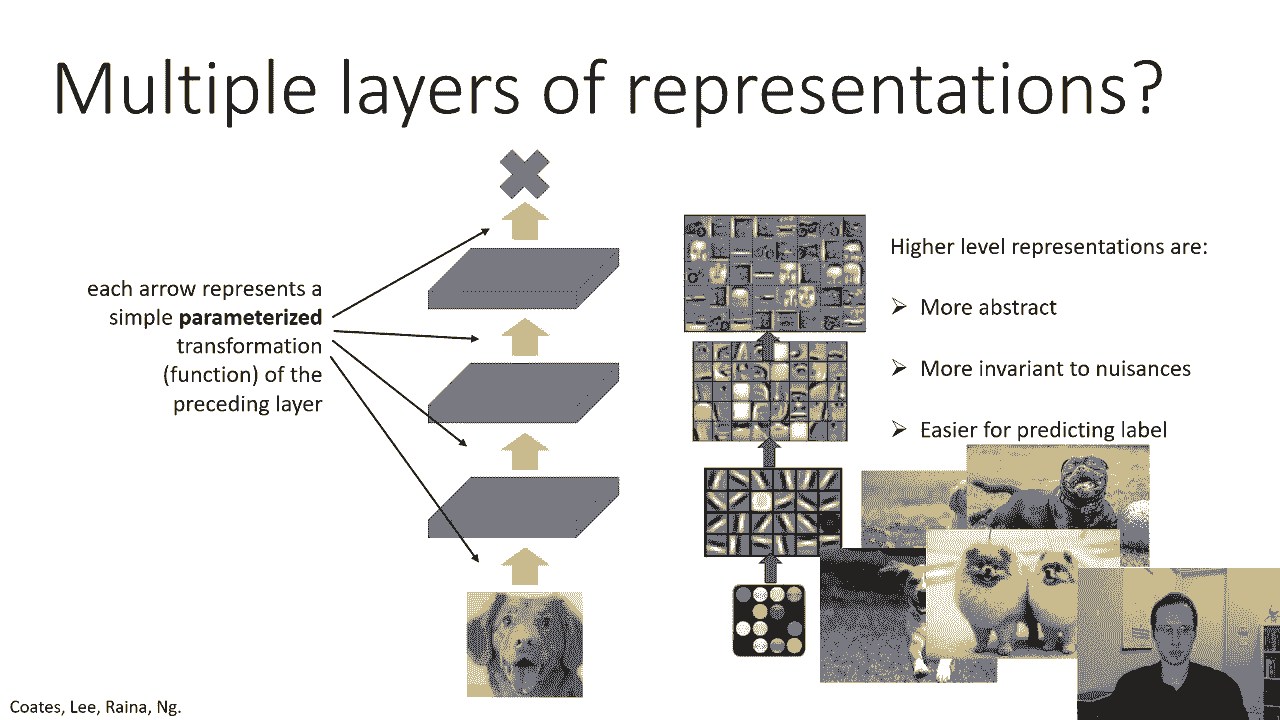 Multiple layers of representations?
each arrow represents a
simple parameterized
transformation
(function) of the
preceding layer
Higher level representations are:
➢ More abstract
➢ More invariant to nuisances
➢ Easier for predicting label
Coates, Lee, Raina, Ng.